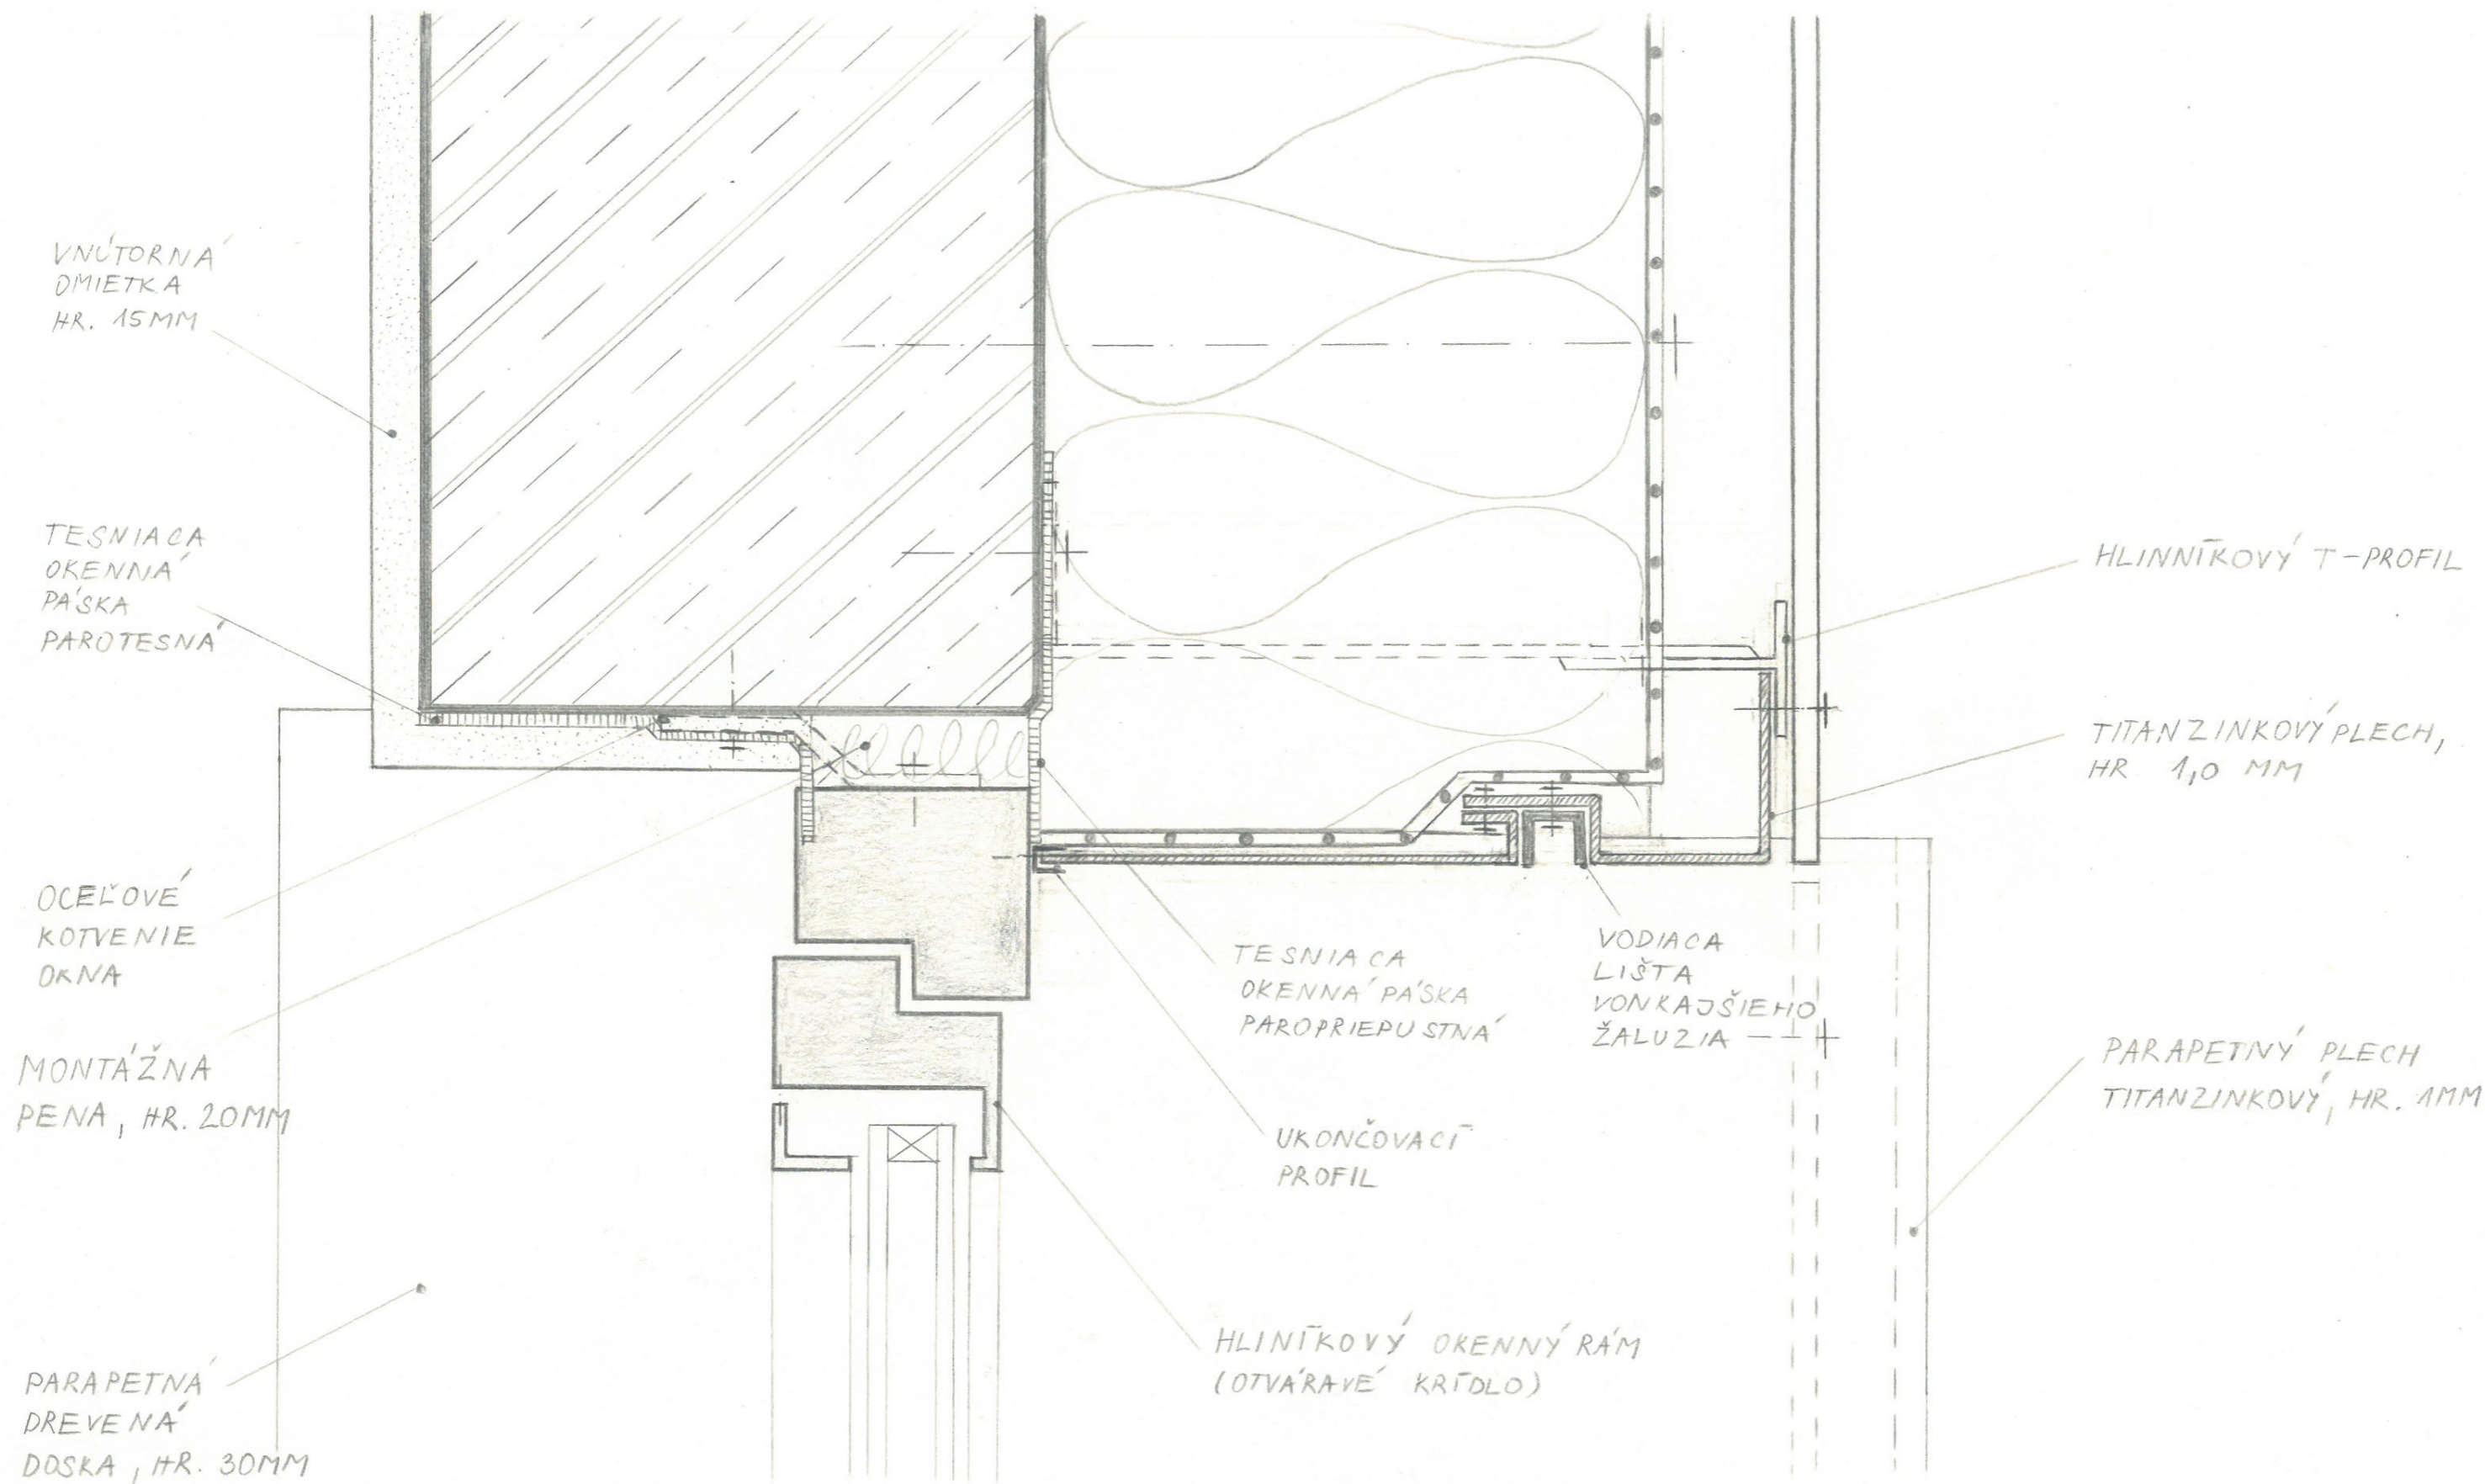 VNÚTORNÁ
OMIETKA
HR. 15MM
TESNIACA
OKENNÁ
PÁSKA
PAROTESNÁ
OCEĽOVÉ
KOTVENIE
OKNA
MONTÁŽNA
PENA, HR. 20MM
PARAPETNÁ
DREVENÁ
DOSKA, HR. 30MM
TESNIACA
OKENNÁ PÁSKA
PAROPRIEPUSTNÁ
UKONČOVACÍ
PROFIL
HLINÍKOVÝ OKENNÝ RÁM
(OTVÁRAVÉ KRÍDLO)
VODIACA
LIŠTA
VONKAJŠIEHO
ŽALUZIA
HLINNÍKOVÝ T-PROFIL
TITANZINKOVÝ PLECH,
HR 1,0 MM
PARAPETNÝ PLECH
TITANZINKOVÝ, HR. 1MM